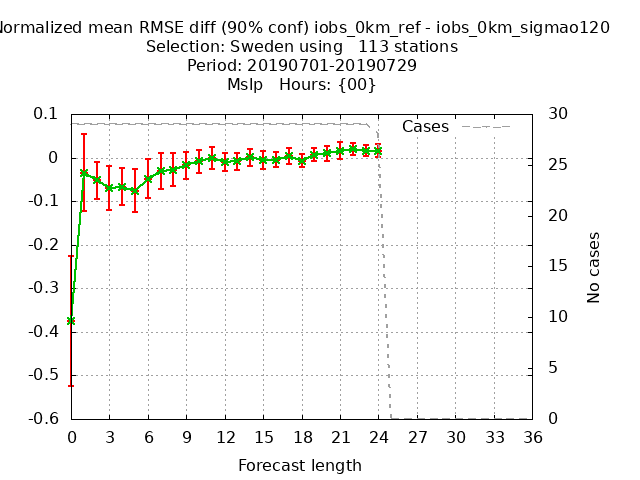 Normalized mean RMSE diff (90% conf) iobs_0km_ref - iobs_0km_sigmao120
Selection: Sweden using   113 stations
Period: 20190701-20190729
Mslp   Hours: {00}
Cases
0.1
0
-0.1
-0.2
-0.3
-0.4
-0.5
-0.6
30
25
20
15
10
5
0
No cases
0 3 6 9 12 15 18 21 24 27 30 33 36
Forecast length